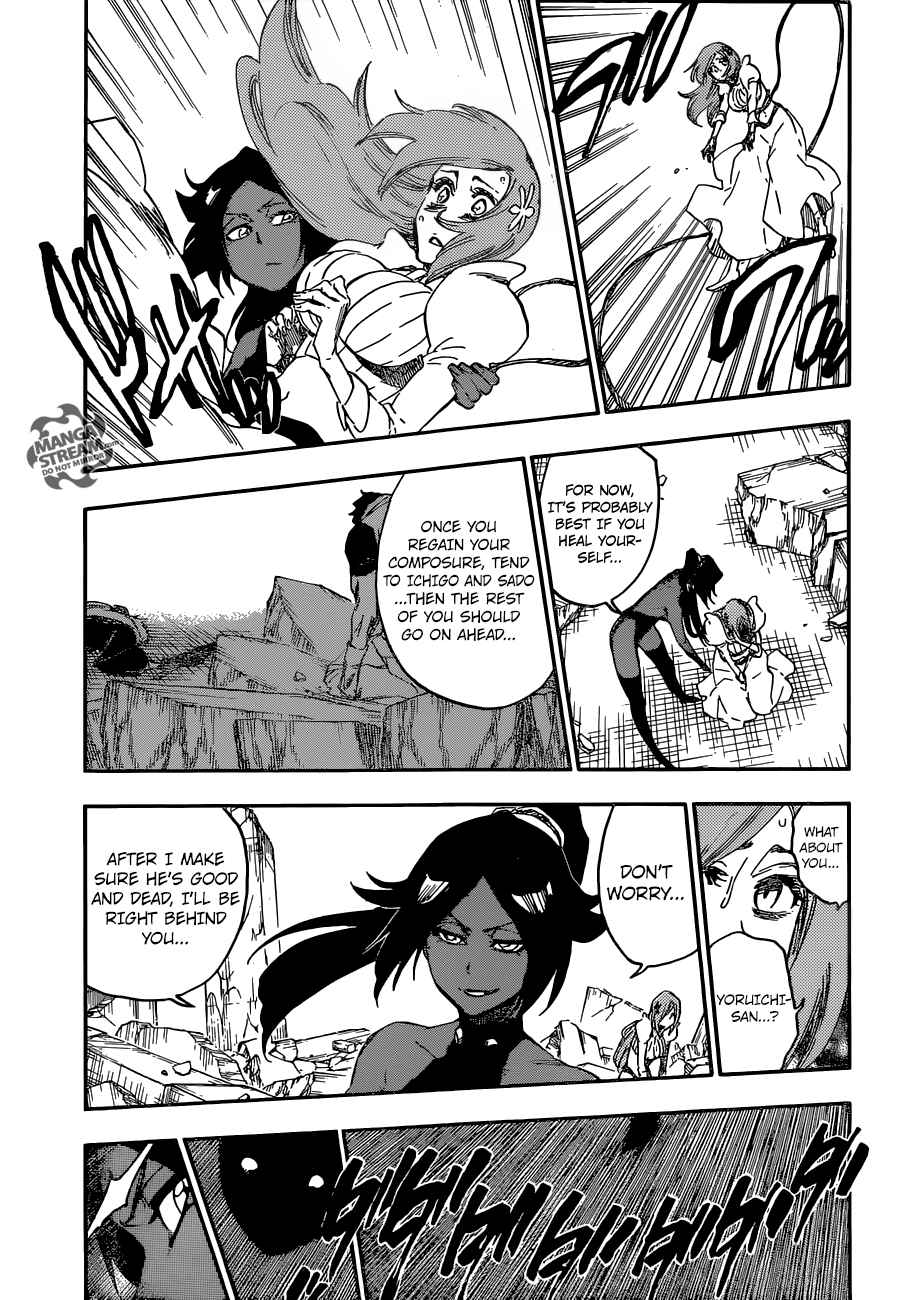 FOR NOW,
IT'S PROBABLY
BEST IF YOU
HEAL YOUR-
SELF...
ONCE YOU
REGAIN YOUR
COMPOSURE, TEND
TO ICHIGO AND SADO
...THEN THE REST
OF YOU SHOULD
GO ON AHEAD...
WHAT
ABOUT
YOU...
YORUICHI-
SAN...?
DON'T
WORRY...
AFTER I MAKE
SURE HE'S GOOD
AND DEAD, I'LL BE
RIGHT BEHIND
YOU...
MANGA
STREAM.com
DO NOT MIRROR